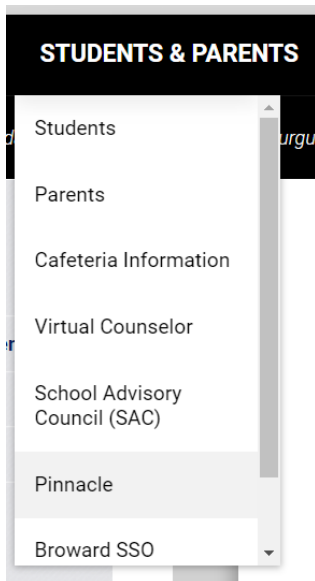 STUDENTS & PARENTS
Students
Parents
Cafeteria Information
Virtual Counselor
School Advisory
Council (SAC)
Pinnacle
Broward SSO